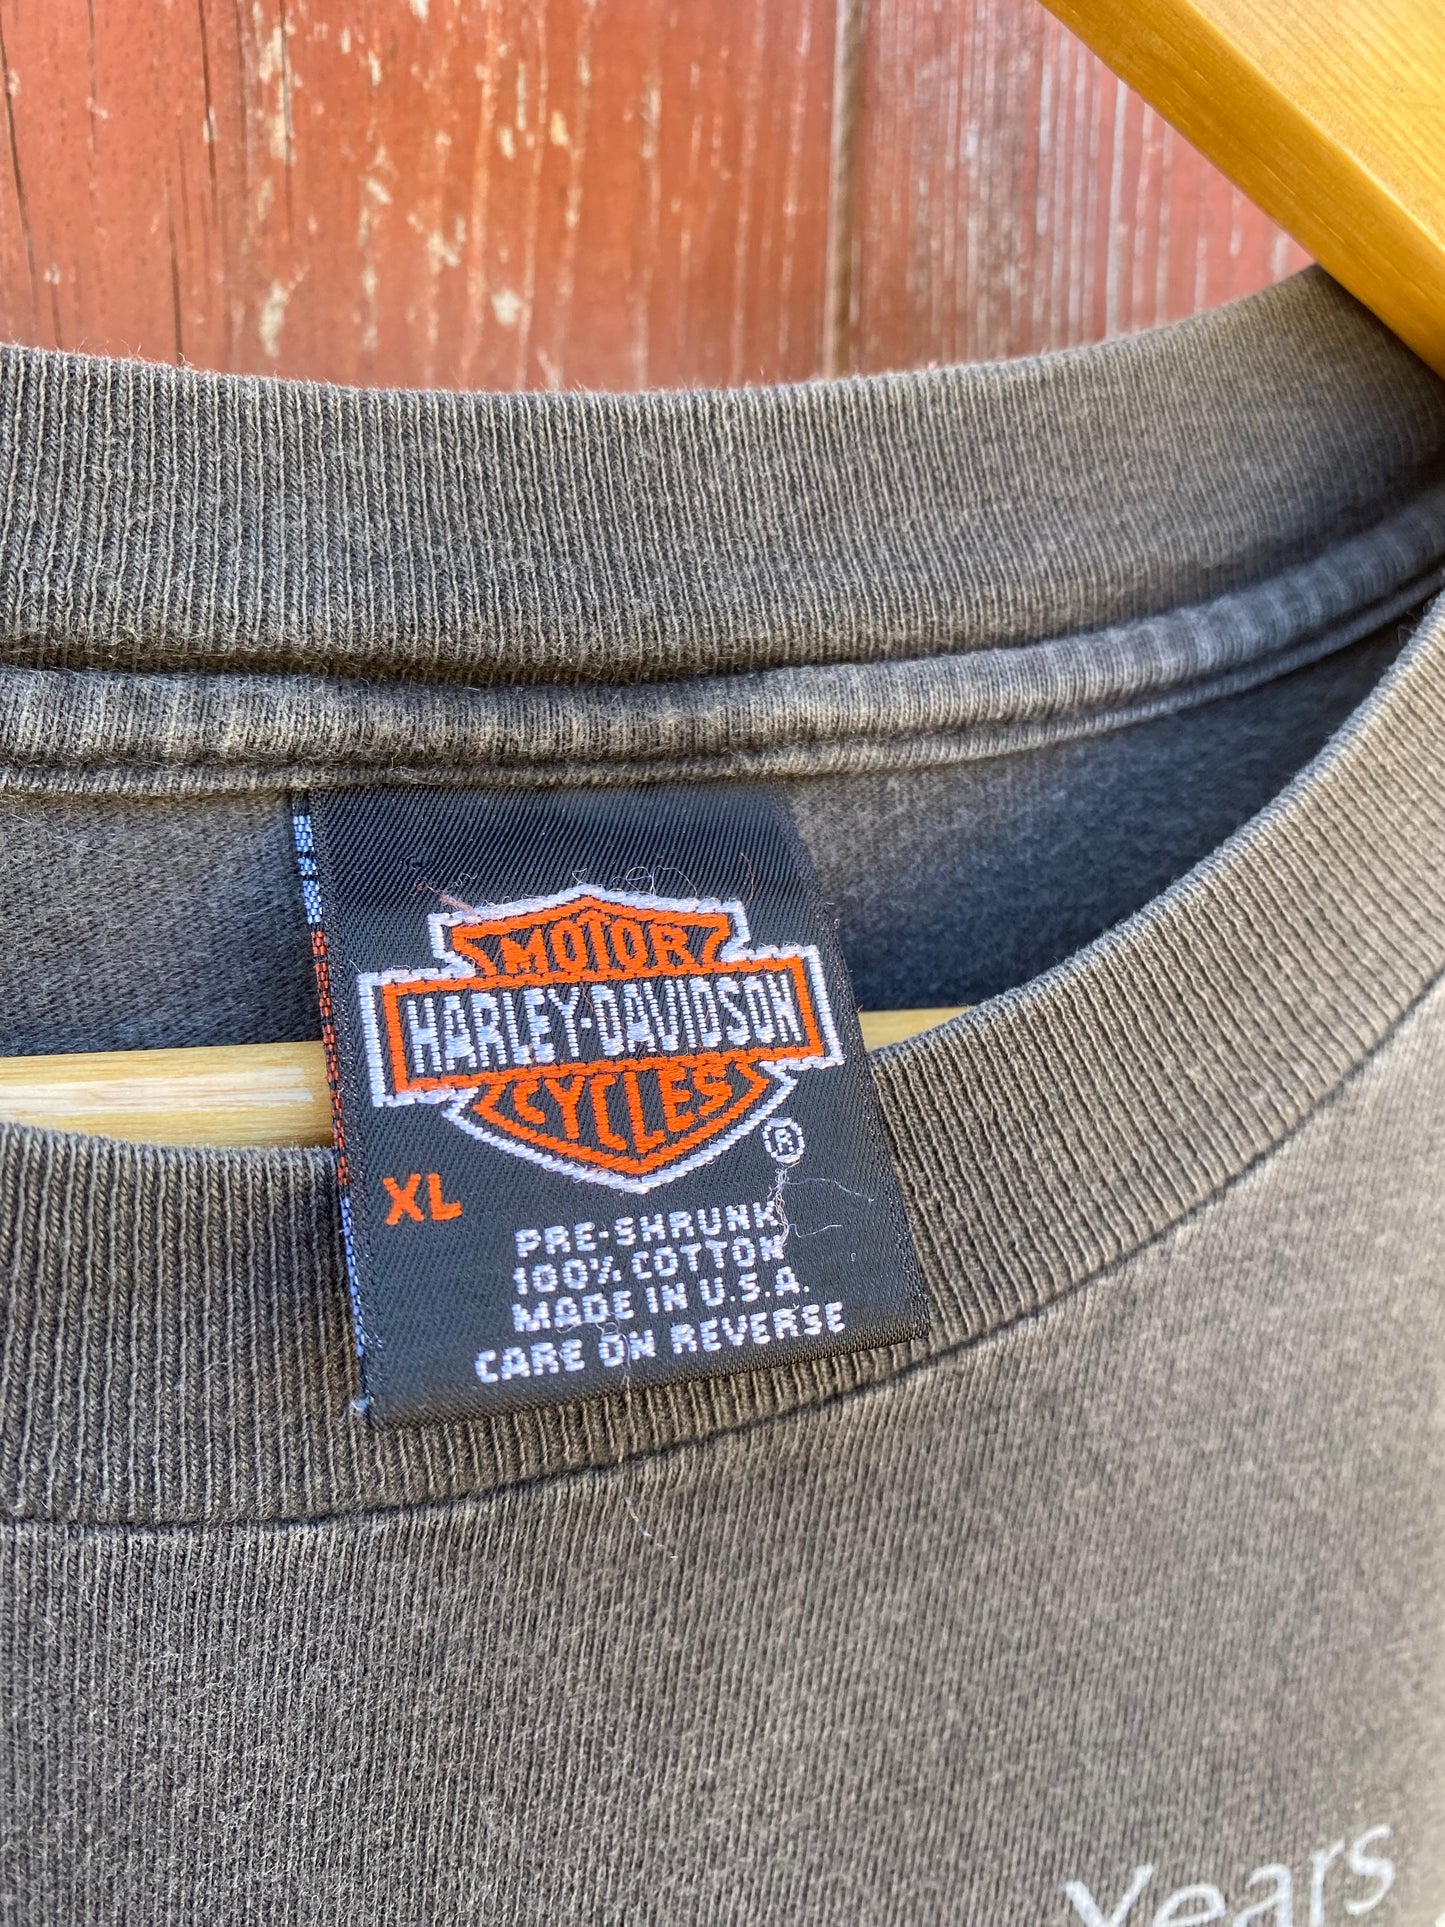 MOTOR
HARLEY-DAVIDSON
CYCLES
®
XL
PRE-SHRUNK
100% COTTON
MADE IN U.S.A.
CARE ON REVERSE
Years